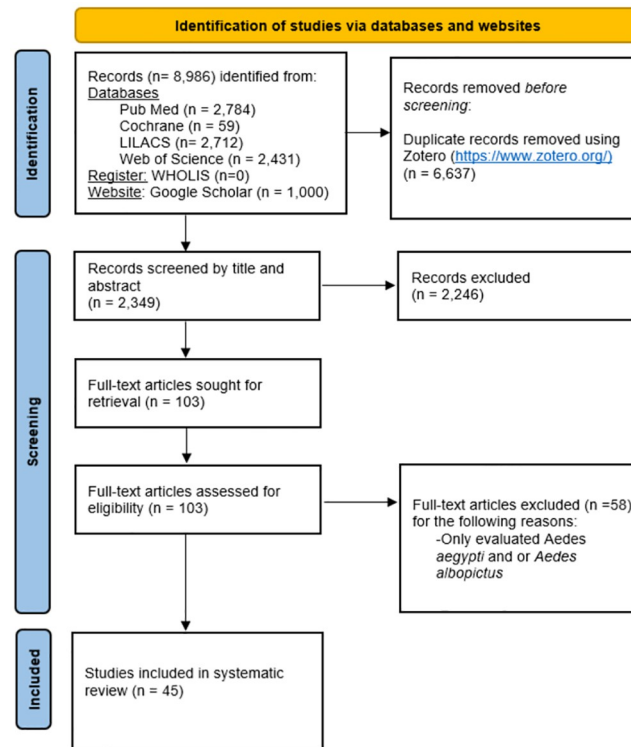 Identification of studies via databases and websites
Identification
Records (n= 8,986) identified from:
Databases
Pub Med (n = 2,784)
Cochrane (n = 59)
LILACS (n= 2,712)
Web of Science (n = 2,431)
Register: WHOLIS (n=0)
Website: Google Scholar (n = 1,000)
Records removed before
screening:
Duplicate records removed using
Zotero (https://www.zotero.org/)
(n = 6,637)
Screening
Records screened by title and
abstract
(n = 2,349)
Records excluded
(n = 2,246)
Full-text articles sought for
retrieval (n = 103)
Full-text articles assessed for
eligibility (n = 103)
Full-text articles excluded (n =58)
for the following reasons:
-Only evaluated Aedes
aegypti and or Aedes
albopictus
Included
Studies included in systematic
review (n = 45)